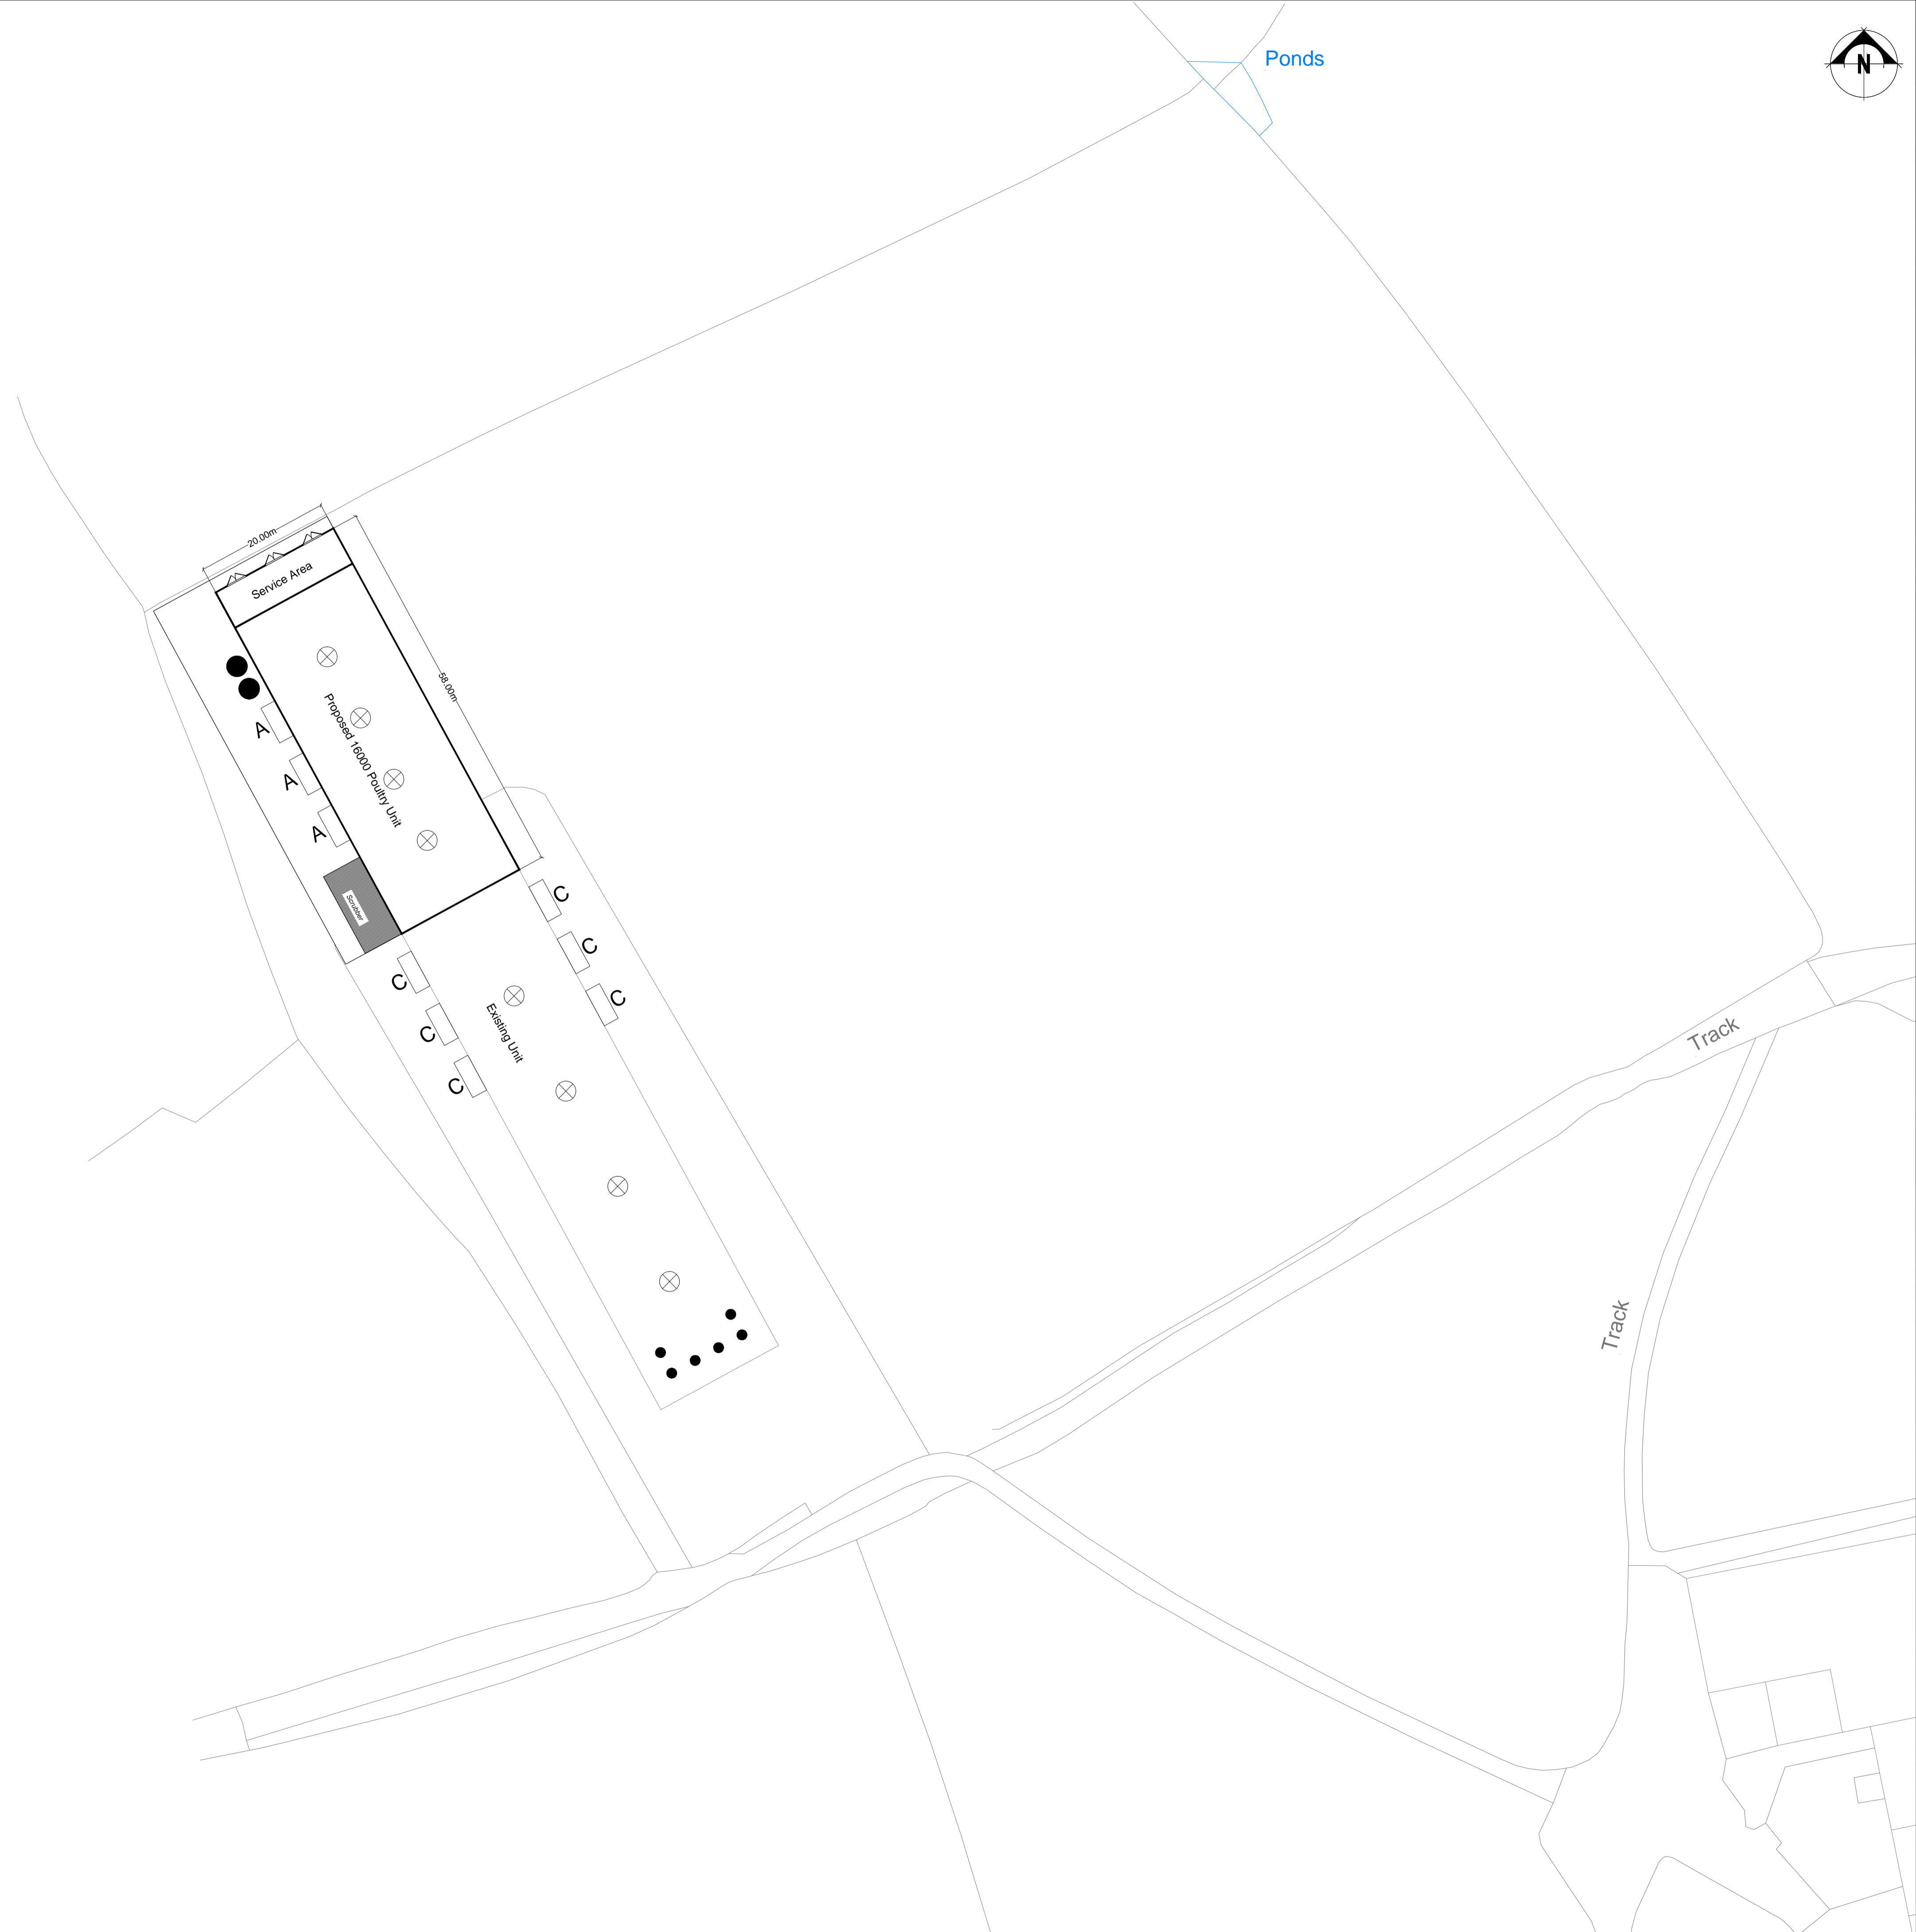 Ponds
N
20.00m
Service Area
58.00m
Proposed 16000 Poultry Unit
A
A
A
Scrubber
C
C
C
C
C
C
Existing Unit
Track
Track